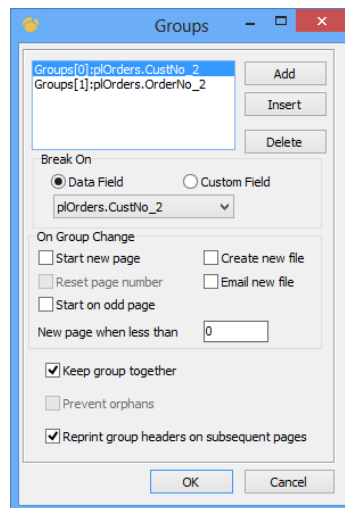 Groups
Groups[0]:plOrders.CustNo_2
Groups[1]:plOrders.OrderNo_2
Add
Insert
Delete
Break On
Data Field
Custom Field
plOrders.CustNo_2
On Group Change
Start new page
Create new file
Reset page number
Email new file
Start on odd page
New page when less than
0
Keep group together
Prevent orphans
Reprint group headers on subsequent pages
OK
Cancel